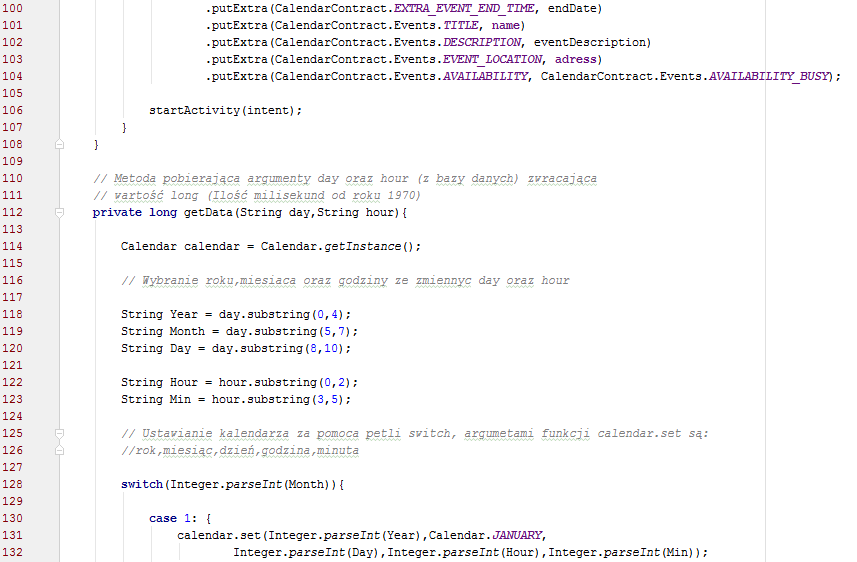 100 .putExtra(CalendarContract.EXTRA_EVENT_END_TIME, endDate)
101 .putExtra(CalendarContract.Events.TITLE, name)
102 .putExtra(CalendarContract.Events.DESCRIPTION, eventDescription)
103 .putExtra(CalendarContract.Events.EVENT_LOCATION, adress)
104 .putExtra(CalendarContract.Events.AVAILABILITY, CalendarContract.Events.AVAILABILITY_BUSY);
105
106 startActivity(intent);
107 }
108 }
109
110 // Metoda pobierająca argumenty day oraz hour (z bazy danych) zwracająca
111 // wartość long (Ilość milisekund od roku 1970)
112 private long getData(String day,String hour){
113
114 Calendar calendar = Calendar.getInstance();
115
116 // Wybranie roku,miesiaca oraz godziny ze zmiennyc day oraz hour
117
118 String Year = day.substring(0,4);
119 String Month = day.substring(5,7);
120 String Day = day.substring(8,10);
121
122 String Hour = hour.substring(0,2);
123 String Min = hour.substring(3,5);
124
125 // Ustawianie kalendarza za pomoca petli switch, argumetami funkcji calendar.set są:
126 //rok,miesiąc,dzień,godzina,minuta
127
128 switch(Integer.parseInt(Month)){
129
130 case 1: {
131 calendar.set(Integer.parseInt(Year),Calendar.JANUARY,
132 Integer.parseInt(Day),Integer.parseInt(Hour),Integer.parseInt(Min));